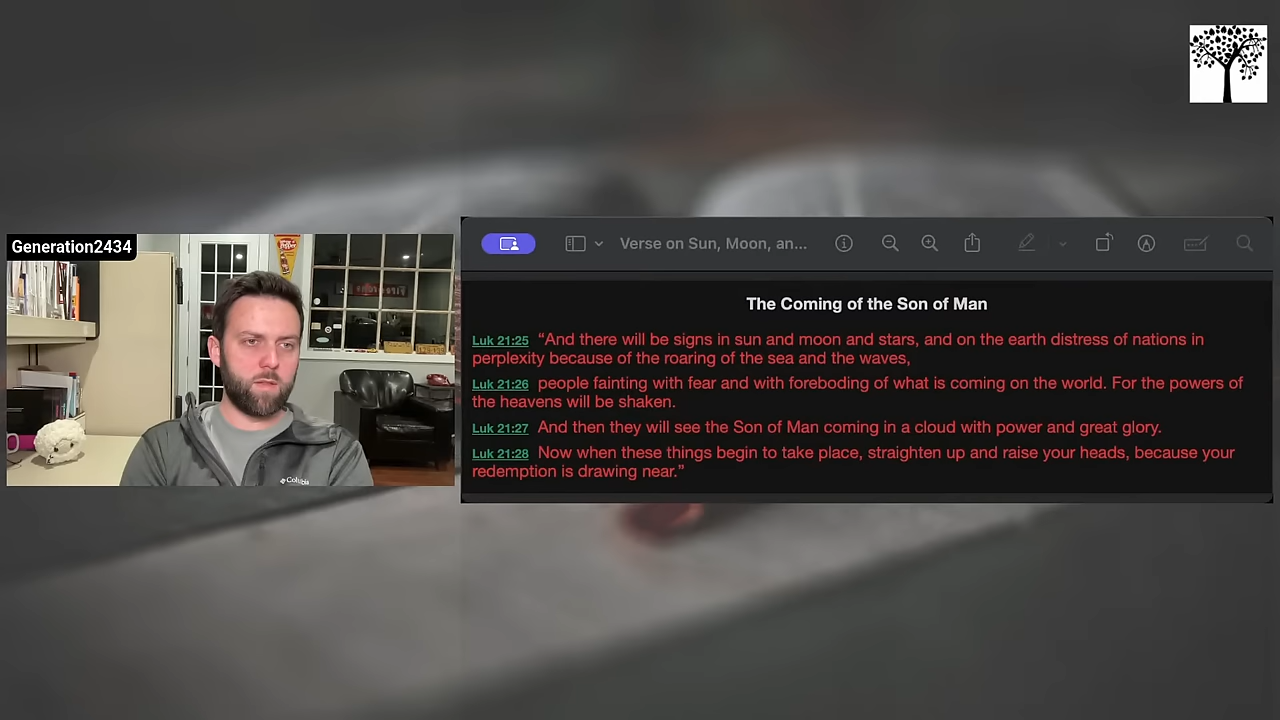 Generation2434
Verse on Sun, Moon, an...
The Coming of the Son of Man
Luk 21:25 “And there will be signs in sun and moon and stars, and on the earth distress of nations in
perplexity because of the roaring of the sea and the waves,
Luk 21:26 people fainting with fear and with foreboding of what is coming on the world. For the powers of
the heavens will be shaken.
Luk 21:27 And then they will see the Son of Man coming in a cloud with power and great glory.
Luk 21:28 Now when these things begin to take place, straighten up and raise your heads, because your
redemption is drawing near.”
Columbia